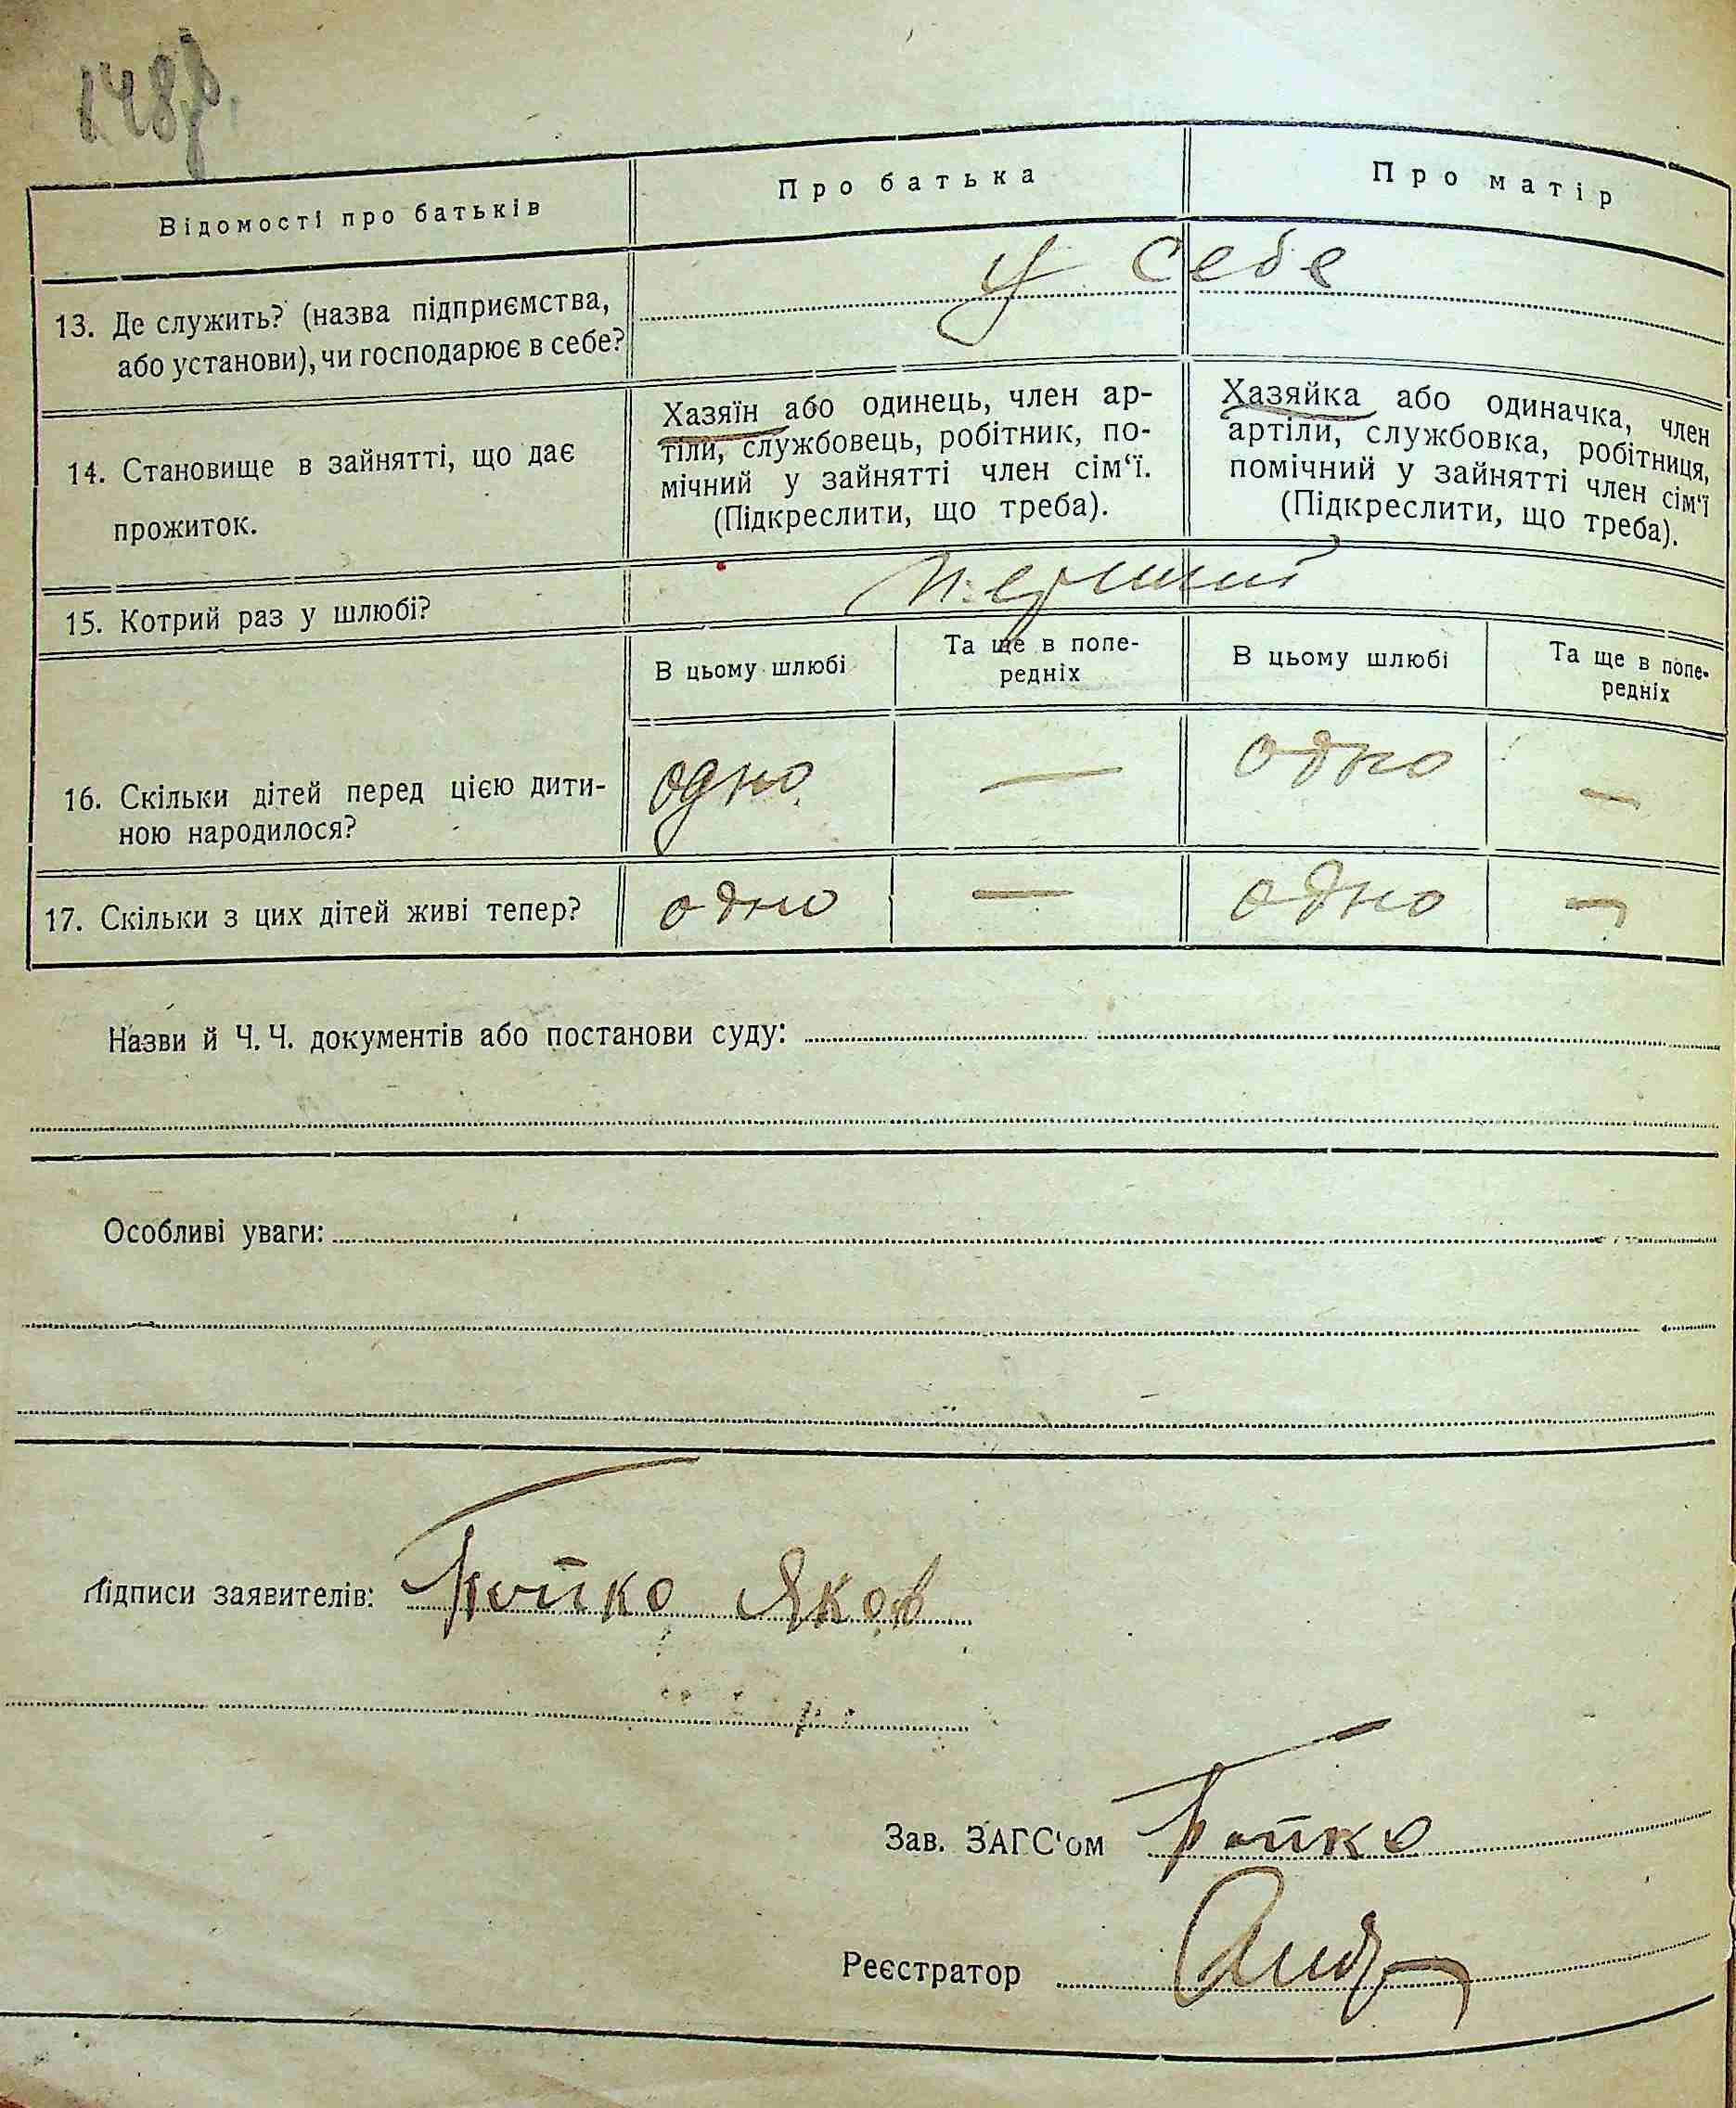 148
Відомості про батьків
Про батька
Про матір
13. Де служить? (назва підприємства,
або установи), чи господарює в себе?
у себе
14. Становище в зайнятті, що дає
прожиток.
Хазяїн або одинець, член ар-
тіли, службовець, робітник, по-
мічний у зайнятті член сім‘ї.
(Підкреслити, що треба).
Хазяйка або одиначка, член
артіли, службовка, робітниця,
помічний у зайнятті член сім‘ї
(Підкреслити, що треба).
15. Котрий раз у шлюбі?
перший
В цьому шлюбі
Та ще в попе-
редніх
В цьому шлюбі
Та ще в попе-
редніх
16. Скільки дітей перед цією дити-
ною народилося?
одно — одно —
17. Скільки з цих дітей живі тепер?
одно — одно —
Назви й Ч. Ч. документів або постанови суду:
Особливі уваги:
Підписи заявителів: Бойко Яков
Зав. ЗАГС‘ом Бойко
Реєстратор